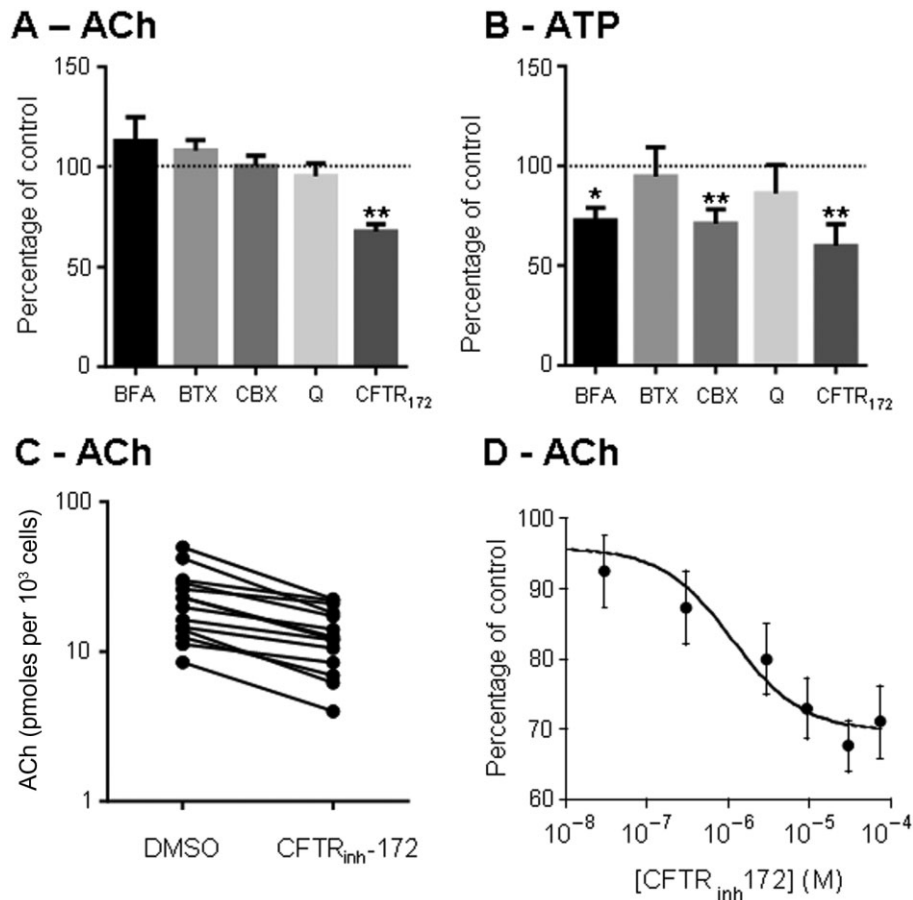 A – ACh
150
100
50
0
Percentage of control
**
BFA BTX CBX Q CFTR₁₇₂
B - ATP
150
100
50
0
Percentage of control
* ** **
BFA BTX CBX Q CFTR₁₇₂
C - ACh
100
10
1
ACh (pmoles per 10³ cells)
DMSO CFTRᵢₙₕ-172
D - ACh
100
90
80
70
60
Percentage of control
10⁻⁸ 10⁻⁷ 10⁻⁶ 10⁻⁵ 10⁻⁴
[CFTR ᵢₙₕ172] (M)